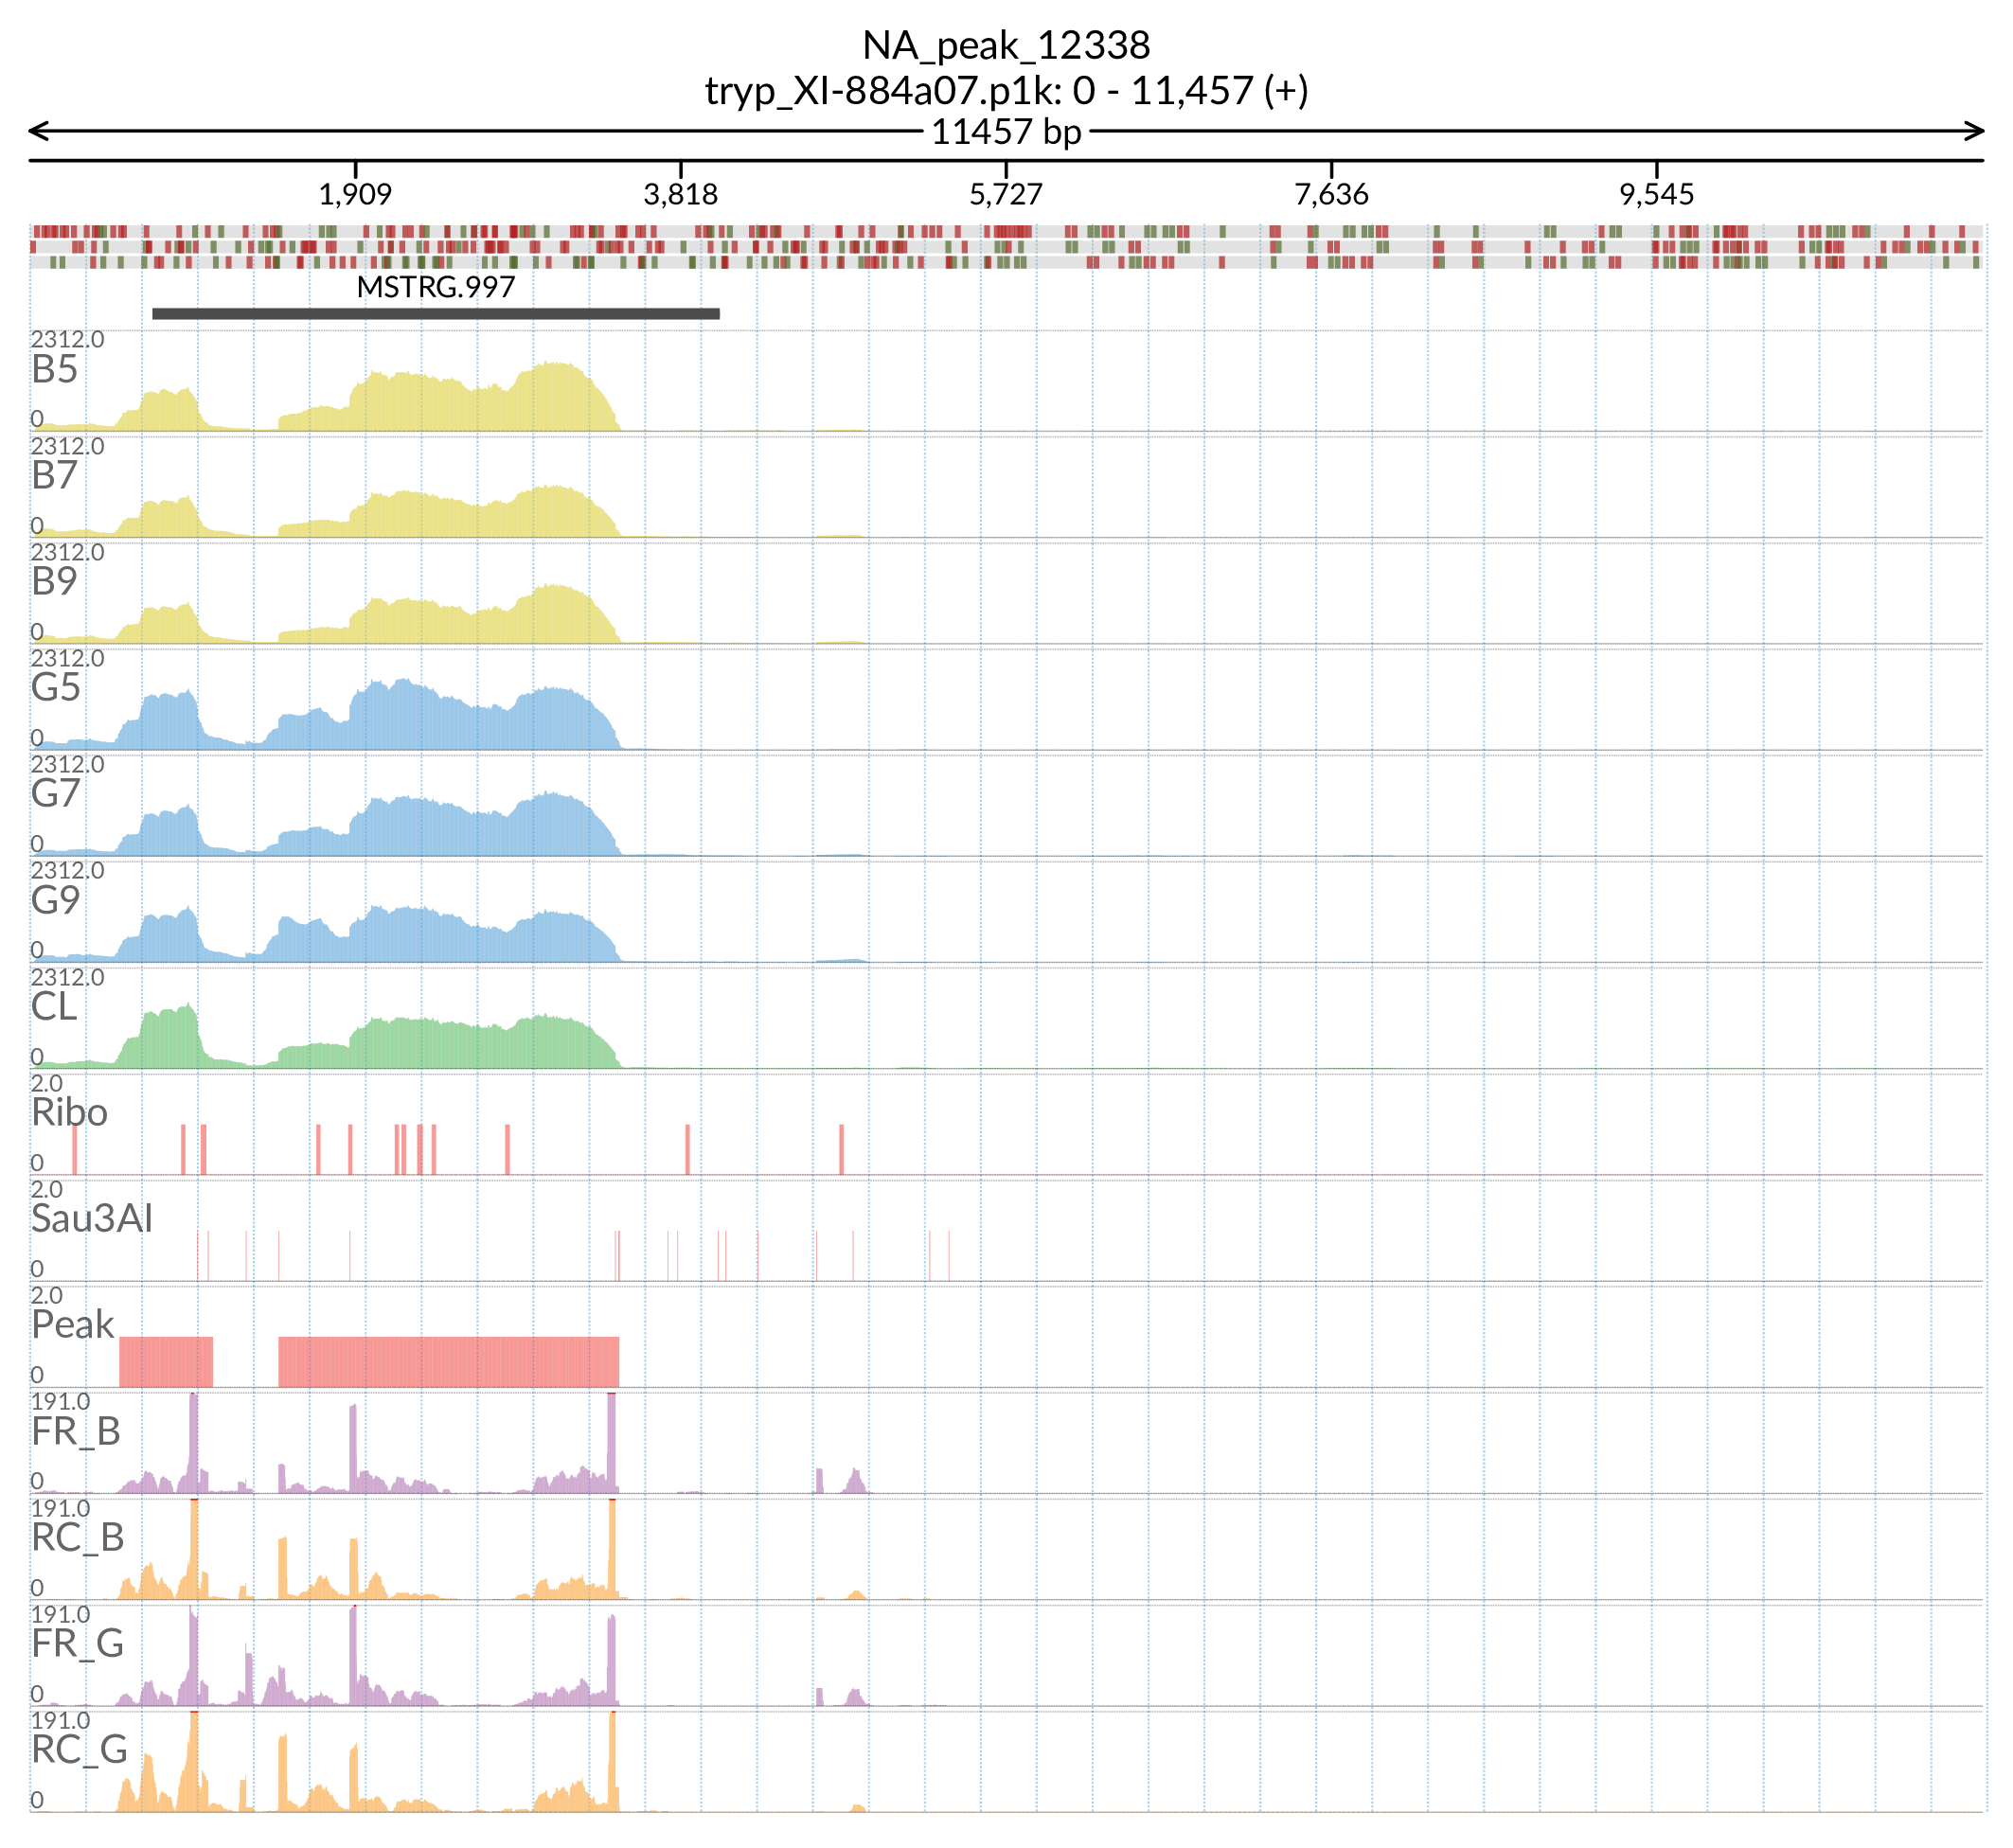 NA_peak_12338
tryp_XI-884a07.p1k: 0 - 11,457 (+)
11457 bp
1,909 3,818 5,727 7,636 9,545
MSTRG.997
2312.0
B5
0
2312.0
B7
0
2312.0
B9
0
2312.0
G5
0
2312.0
G7
0
2312.0
G9
0
2312.0
CL
0
2.0
Ribo
0
2.0
Sau3AI
0
2.0
Peak
0
191.0
FR_B
0
191.0
RC_B
0
191.0
FR_G
0
191.0
RC_G
0